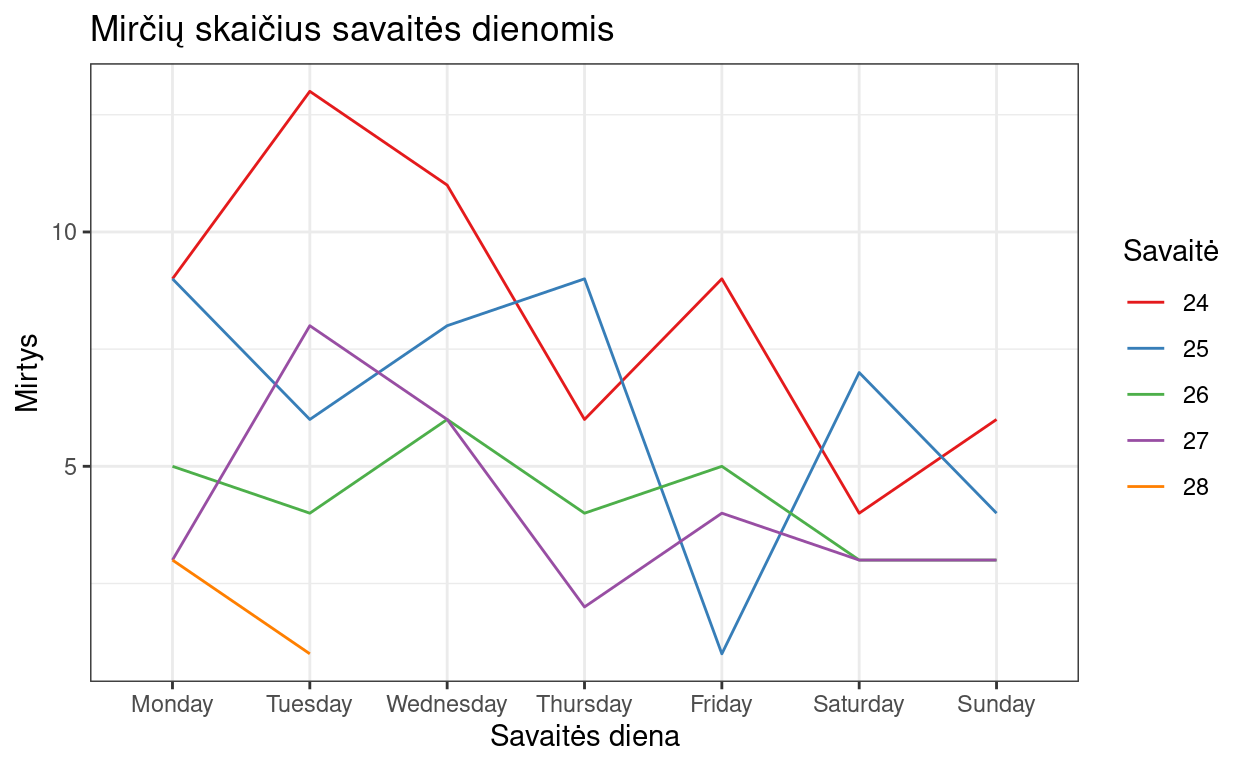 Mirčių skaičius savaitės dienomis
Mirtys
10
5
Monday Tuesday Wednesday Thursday Friday Saturday Sunday
Savaitės diena
Savaitė
24
25
26
27
28